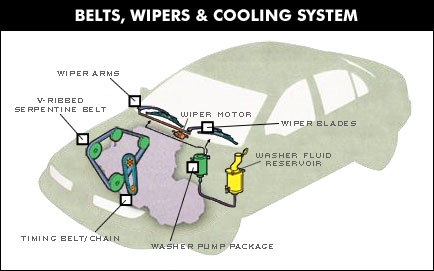 BELTS, WIPERS & COOLING SYSTEM
WIPER ARMS
V-RIBBED
SERPENTINE BELT
WIPER MOTOR
WIPER BLADES
WASHER FLUID
RESERVOIR
TIMING BELT/CHAIN
WASHER PUMP PACKAGE